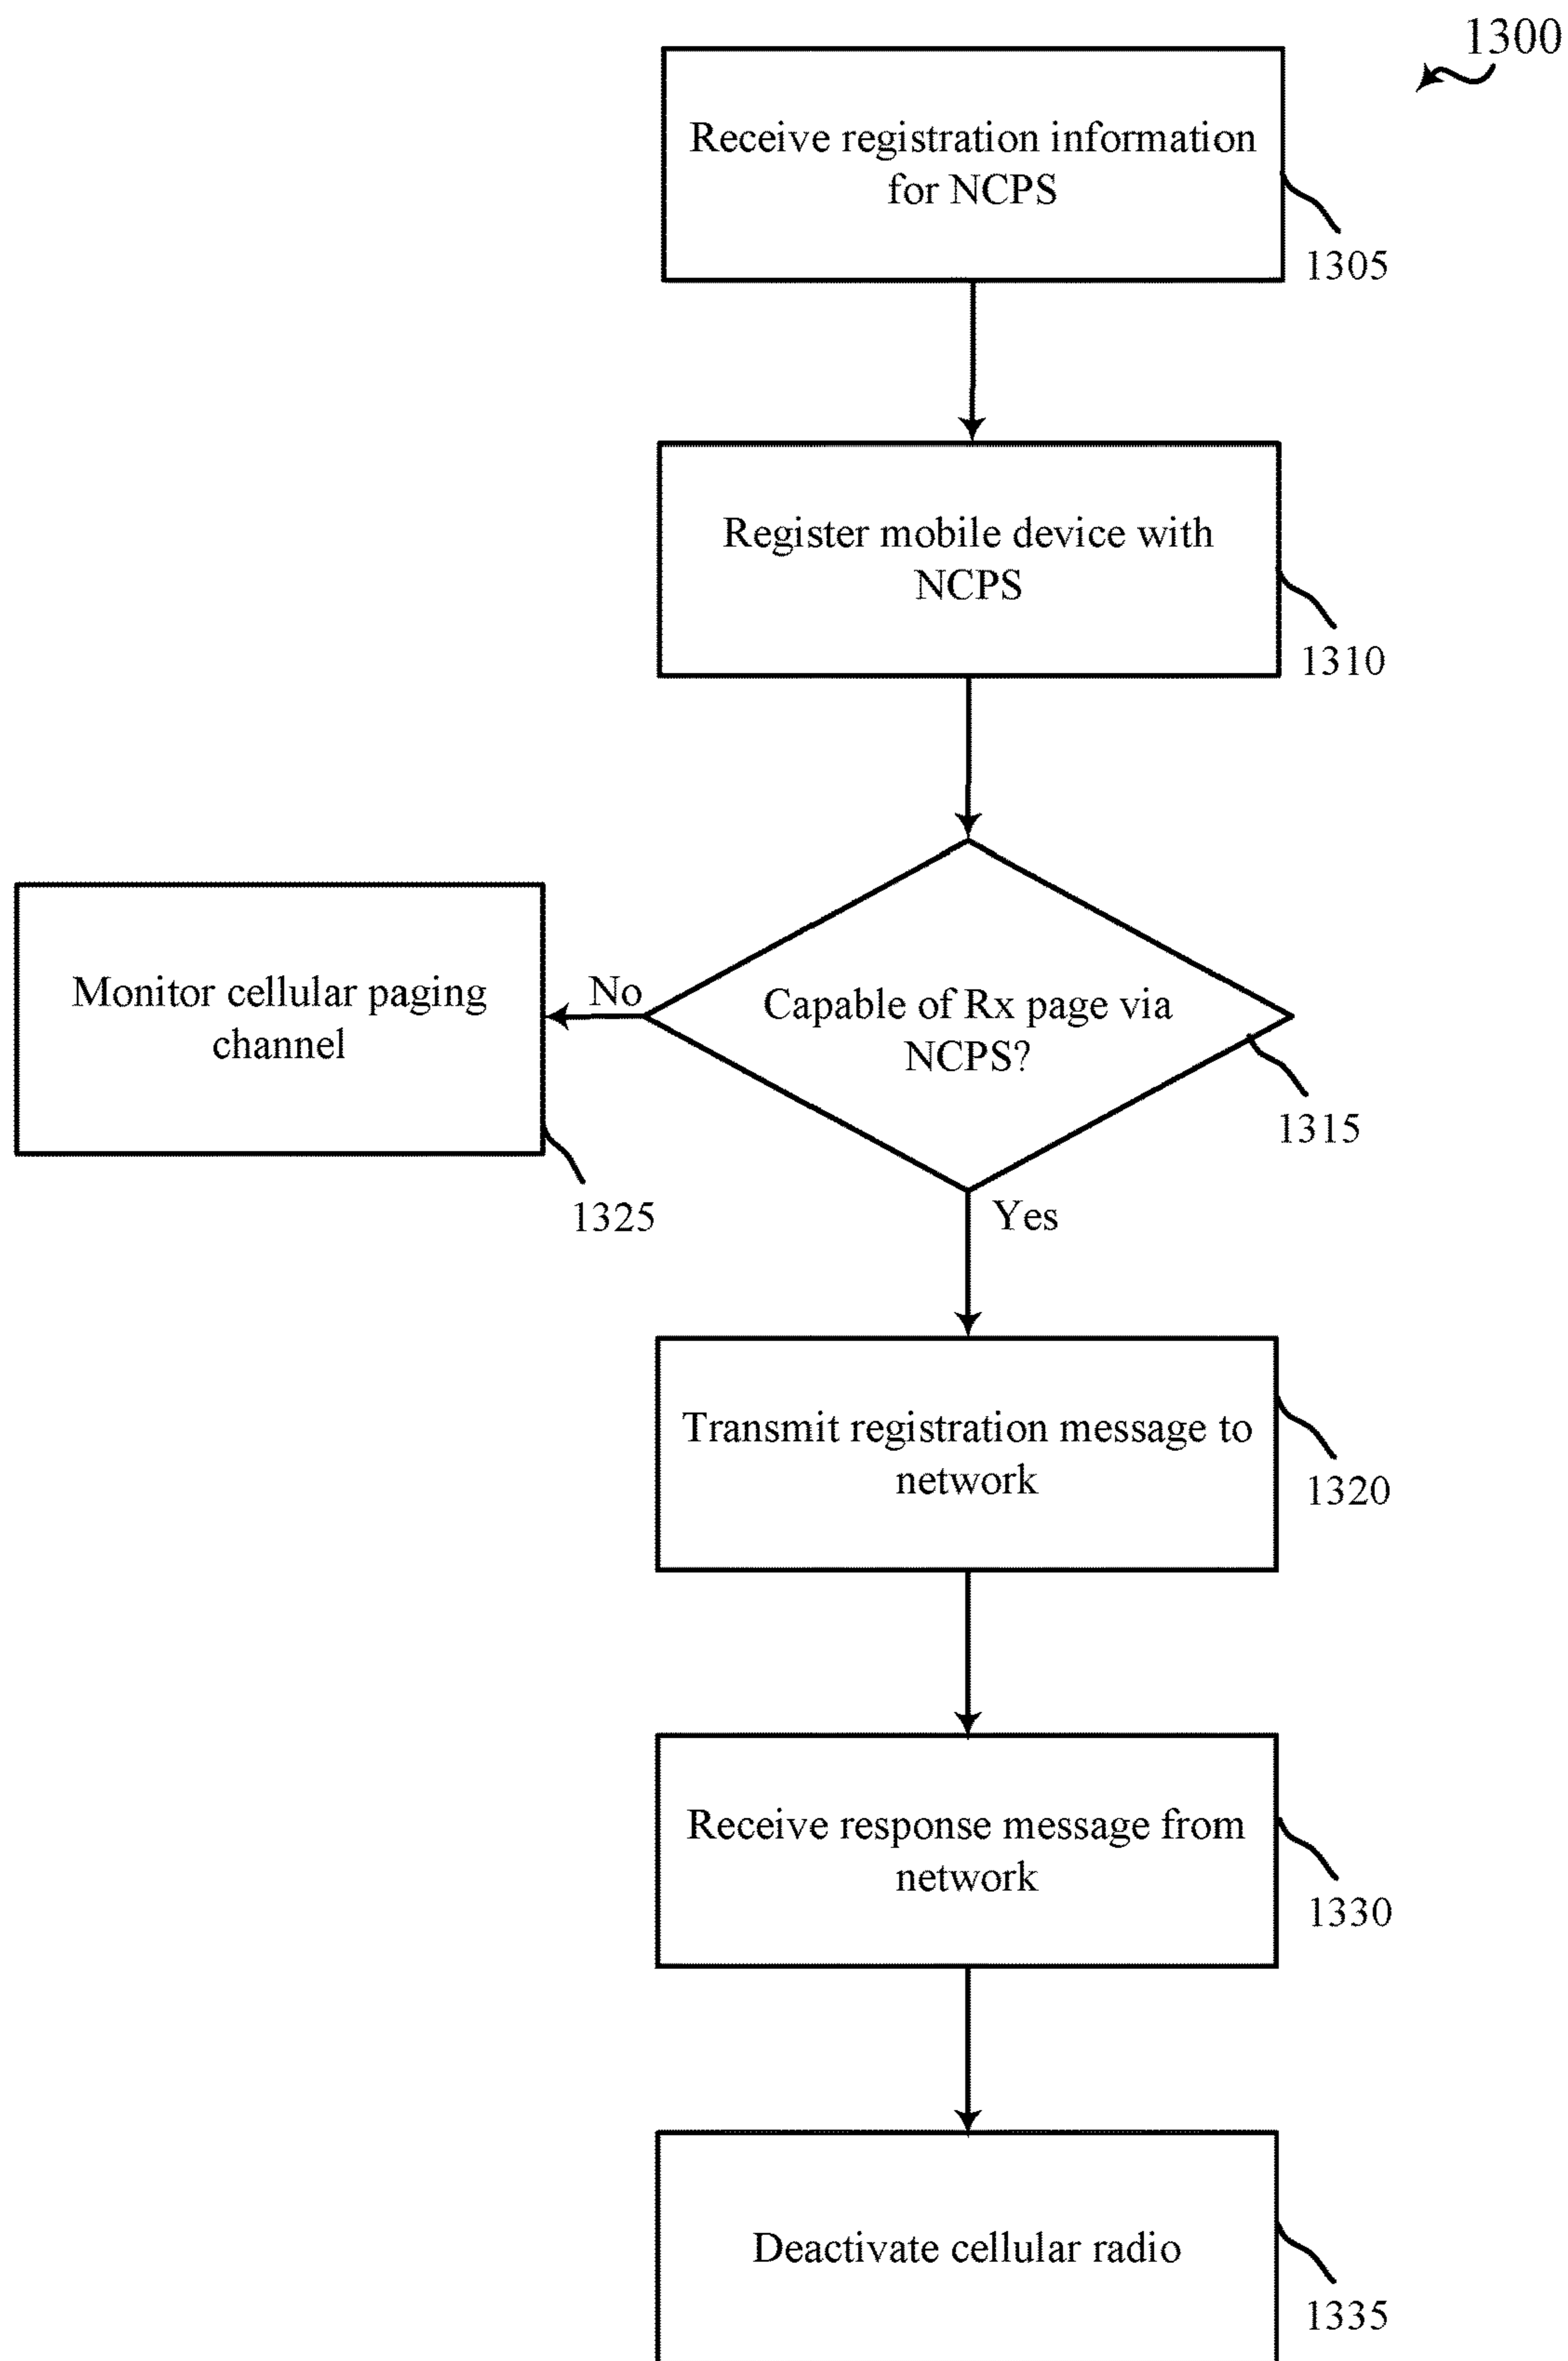 1300
Receive registration information
for NCPS
1305
Register mobile device with
NCPS
1310
Capable of Rx page via
NCPS?
1315
No
Monitor cellular paging
channel
1325
Yes
Transmit registration message to
network
1320
Receive response message from
network
1330
Deactivate cellular radio
1335